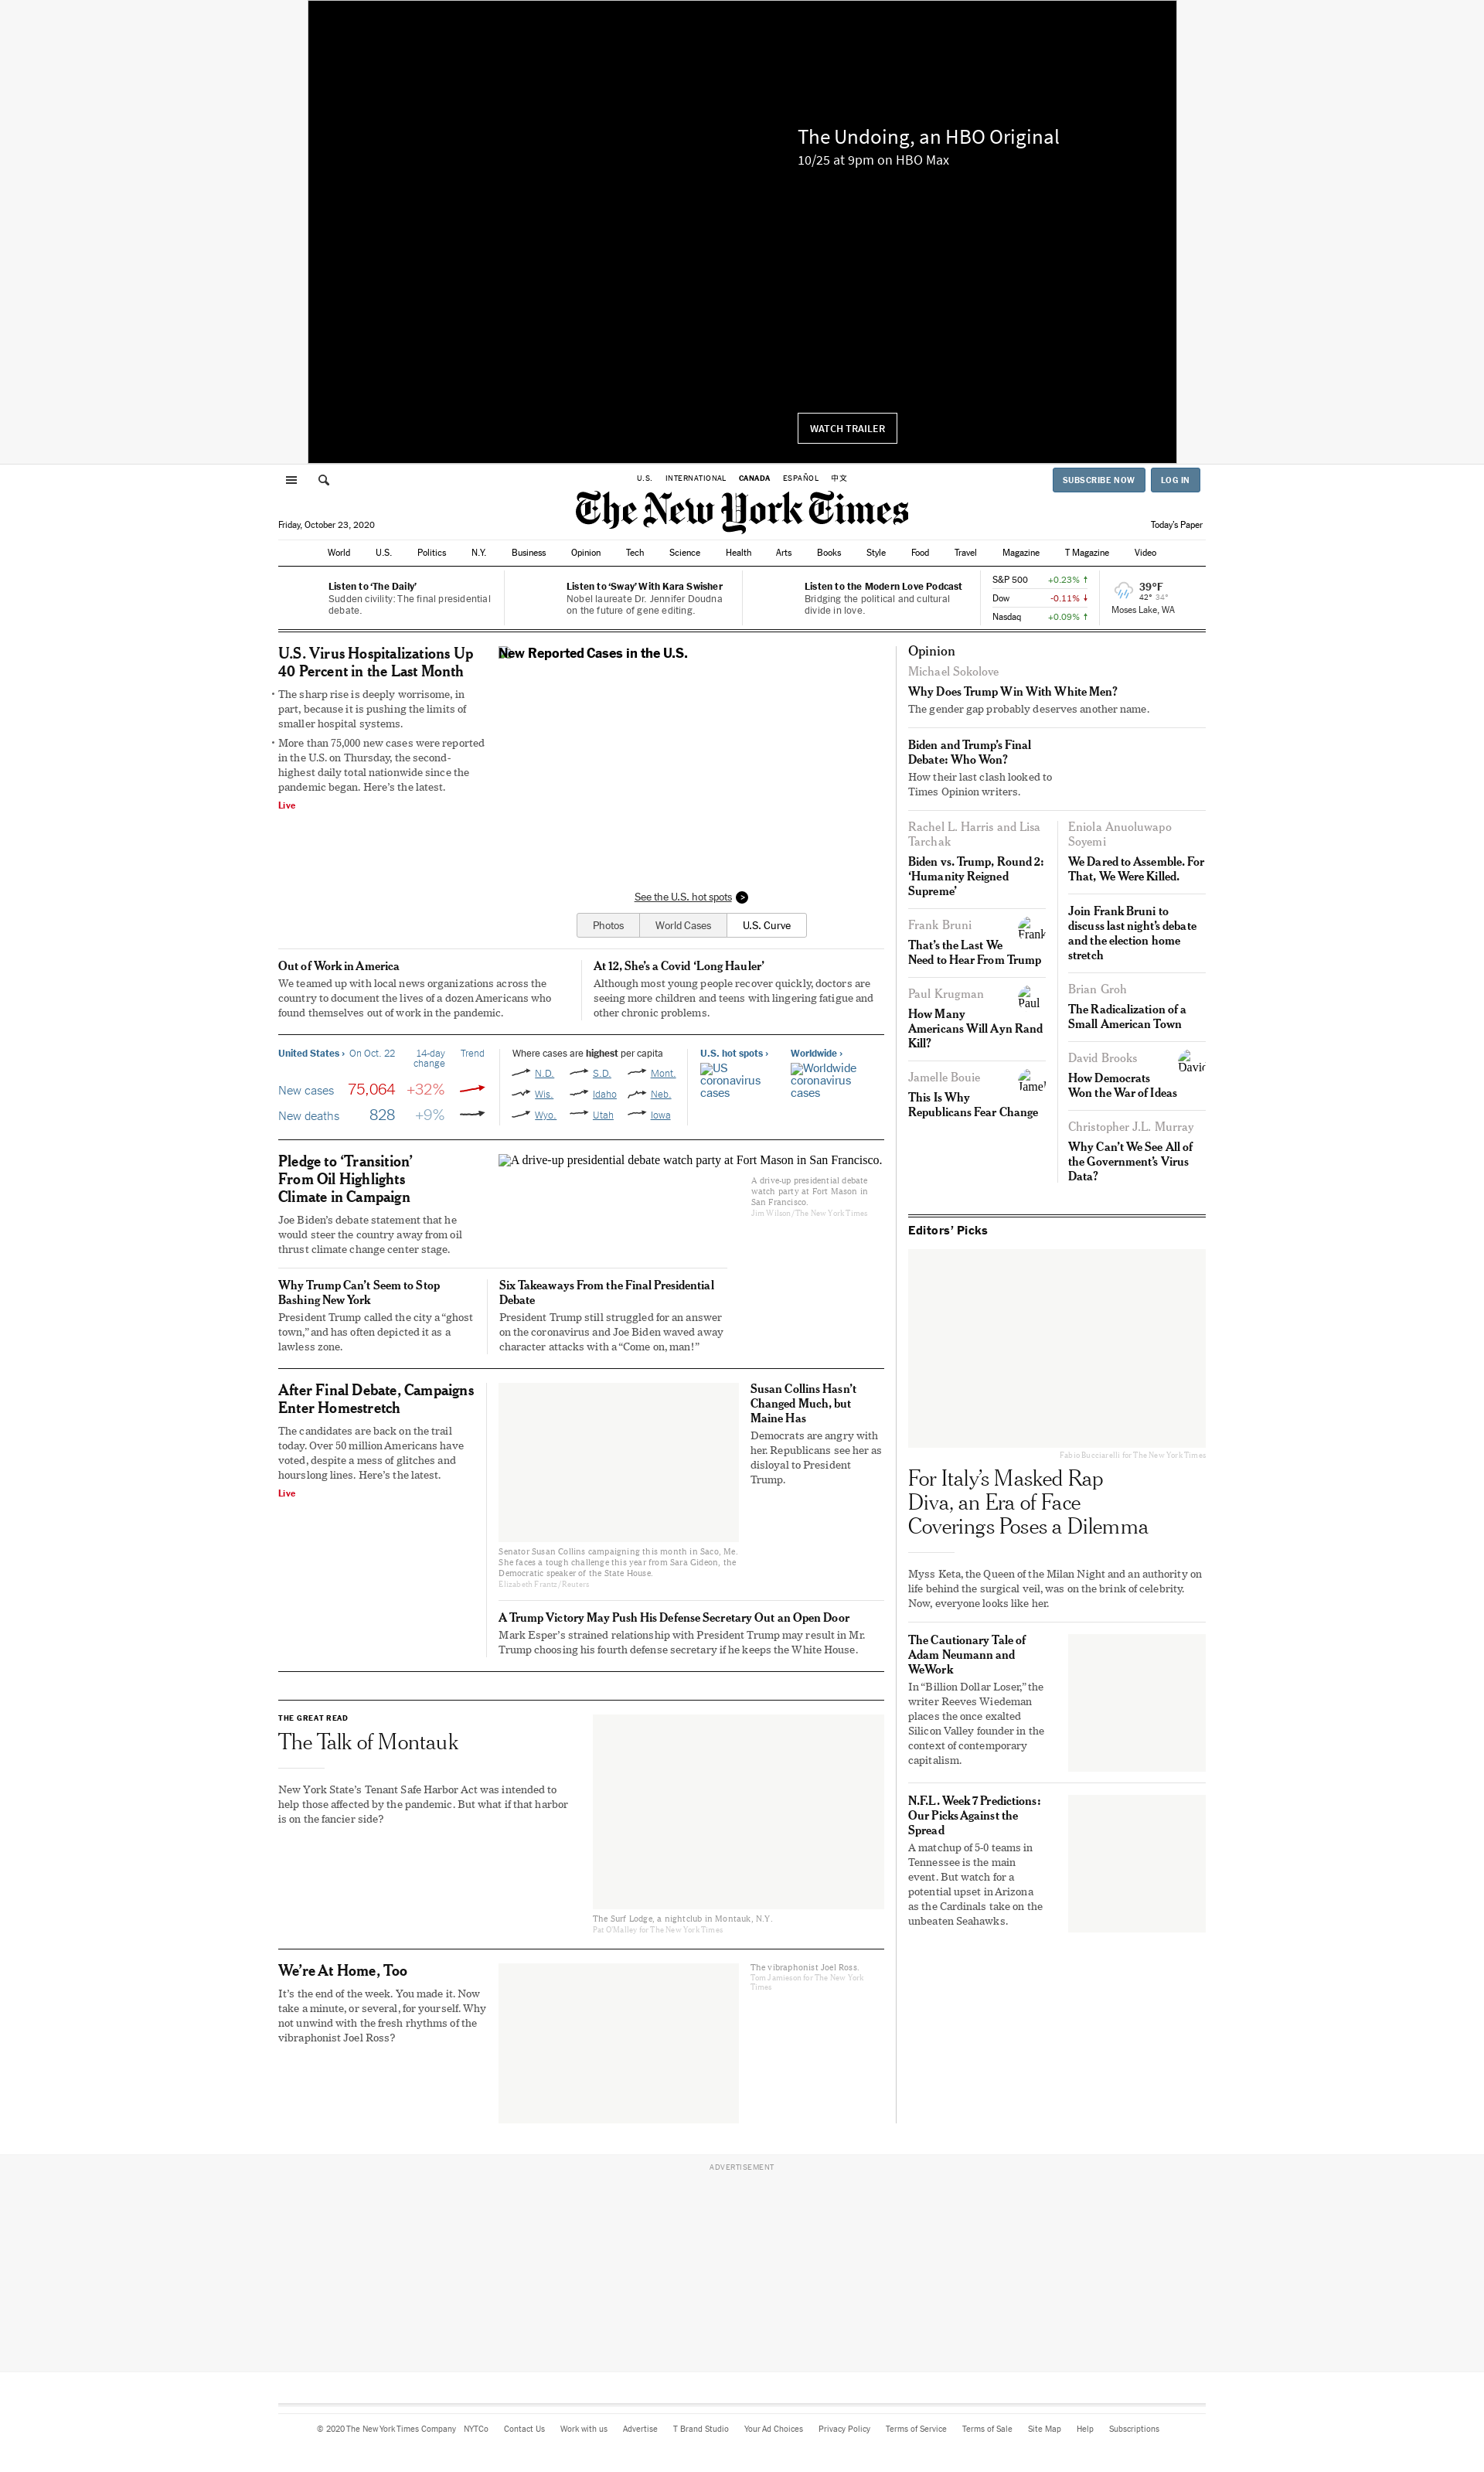 The Undoing, an HBO Original
10/25 at 9pm on HBO Max
WATCH TRAILER
U.S. INTERNATIONAL CANADA ESPAÑOL 中文
SUBSCRIBE NOW LOG IN
The New York Times
Friday, October 23, 2020
Today's Paper
World U.S. Politics N.Y. Business Opinion Tech Science Health Arts Books Style Food Travel Magazine T Magazine Video
Listen to 'The Daily'
Sudden civility: The final presidential
debate.
Listen to 'Sway' With Kara Swisher
Nobel laureate Dr. Jennifer Doudna
on the future of gene editing.
Listen to the Modern Love Podcast
Bridging the political and cultural
divide in love.
S&P 500 +0.23% ↑
Dow -0.11% ↓
Nasdaq +0.09% ↑
39°F
42° 34°
Moses Lake, WA
U.S. Virus Hospitalizations Up
40 Percent in the Last Month
• The sharp rise is deeply worrisome, in
part, because it is pushing the limits of
smaller hospital systems.
• More than 75,000 new cases were reported
in the U.S. on Thursday, the second-
highest daily total nationwide since the
pandemic began. Here's the latest.
Live
New Reported Cases in the U.S.
See the U.S. hot spots >
Photos World Cases U.S. Curve
Out of Work in America
We teamed up with local news organizations across the
country to document the lives of a dozen Americans who
found themselves out of work in the pandemic.
At 12, She's a Covid 'Long Hauler'
Although most young people recover quickly, doctors are
seeing more children and teens with lingering fatigue and
other chronic problems.
United States › On Oct. 22 14-day
change Trend
New cases 75,064 +32%
New deaths 828 +9%
Where cases are highest per capita
N.D. S.D. Mont.
Wis. Idaho Neb.
Wyo. Utah Iowa
U.S. hot spots ›
US
coronavirus
cases
Worldwide ›
Worldwide
coronavirus
cases
Pledge to 'Transition'
From Oil Highlights
Climate in Campaign
Joe Biden's debate statement that he
would steer the country away from oil
thrust climate change center stage.
A drive-up presidential debate watch party at Fort Mason in San Francisco.
A drive-up presidential debate
watch party at Fort Mason in
San Francisco.
Jim Wilson/The New York Times
Why Trump Can't Seem to Stop
Bashing New York
President Trump called the city a "ghost
town," and has often depicted it as a
lawless zone.
Six Takeaways From the Final Presidential
Debate
President Trump still struggled for an answer
on the coronavirus and Joe Biden waved away
character attacks with a "Come on, man!"
After Final Debate, Campaigns
Enter Homestretch
The candidates are back on the trail
today. Over 50 million Americans have
voted, despite a mess of glitches and
hourslong lines. Here's the latest.
Live
Senator Susan Collins campaigning this month in Saco, Me.
She faces a tough challenge this year from Sara Gideon, the
Democratic speaker of the State House.
Elizabeth Frantz/Reuters
Susan Collins Hasn't
Changed Much, but
Maine Has
Democrats are angry with
her. Republicans see her as
disloyal to President
Trump.
A Trump Victory May Push His Defense Secretary Out an Open Door
Mark Esper's strained relationship with President Trump may result in Mr.
Trump choosing his fourth defense secretary if he keeps the White House.
THE GREAT READ
The Talk of Montauk
New York State's Tenant Safe Harbor Act was intended to
help those affected by the pandemic. But what if that harbor
is on the fancier side?
The Surf Lodge, a nightclub in Montauk, N.Y.
Pat O'Malley for The New York Times
We're At Home, Too
It's the end of the week. You made it. Now
take a minute, or several, for yourself. Why
not unwind with the fresh rhythms of the
vibraphonist Joel Ross?
The vibraphonist Joel Ross.
Tom Jamieson for The New York
Times
Opinion
Michael Sokolove
Why Does Trump Win With White Men?
The gender gap probably deserves another name.
Biden and Trump's Final
Debate: Who Won?
How their last clash looked to
Times Opinion writers.
Rachel L. Harris and Lisa
Tarchak
Biden vs. Trump, Round 2:
'Humanity Reigned
Supreme'
Frank Bruni
Frank
That's the Last We
Need to Hear From Trump
Paul Krugman
Paul
How Many
Americans Will Ayn Rand
Kill?
Jamelle Bouie
Jamel
This Is Why
Republicans Fear Change
Eniola Anuoluwapo
Soyemi
We Dared to Assemble. For
That, We Were Killed.
Join Frank Bruni to
discuss last night's debate
and the election home
stretch
Brian Groh
The Radicalization of a
Small American Town
David Brooks
David
How Democrats
Won the War of Ideas
Christopher J.L. Murray
Why Can't We See All of
the Government's Virus
Data?
Editors' Picks
Fabio Bucciarelli for The New York Times
For Italy's Masked Rap
Diva, an Era of Face
Coverings Poses a Dilemma
Myss Keta, the Queen of the Milan Night and an authority on
life behind the surgical veil, was on the brink of celebrity.
Now, everyone looks like her.
The Cautionary Tale of
Adam Neumann and
WeWork
In "Billion Dollar Loser," the
writer Reeves Wiedeman
places the once exalted
Silicon Valley founder in the
context of contemporary
capitalism.
N.F.L. Week 7 Predictions:
Our Picks Against the
Spread
A matchup of 5-0 teams in
Tennessee is the main
event. But watch for a
potential upset in Arizona
as the Cardinals take on the
unbeaten Seahawks.
ADVERTISEMENT
© 2020 The New York Times Company NYTCo Contact Us Work with us Advertise T Brand Studio Your Ad Choices Privacy Policy Terms of Service Terms of Sale Site Map Help Subscriptions